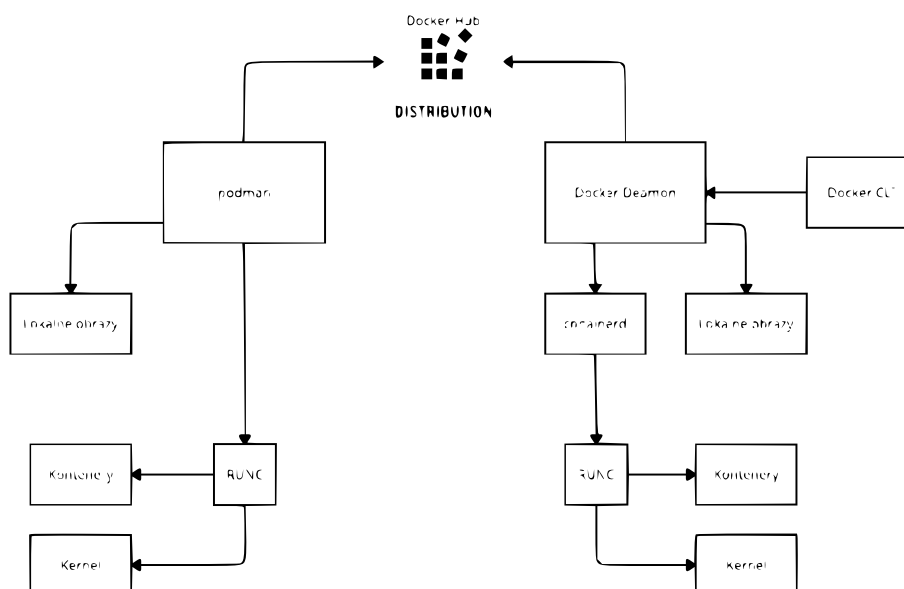 Docker Hub
DISTRIBUTION
podman
Docker Deamon
Docker CLI
Lokalne obrazy
containerd
Lokalne obrazy
Kontenery
RUNC
RUNC
Kontenery
Kernel
Kernel